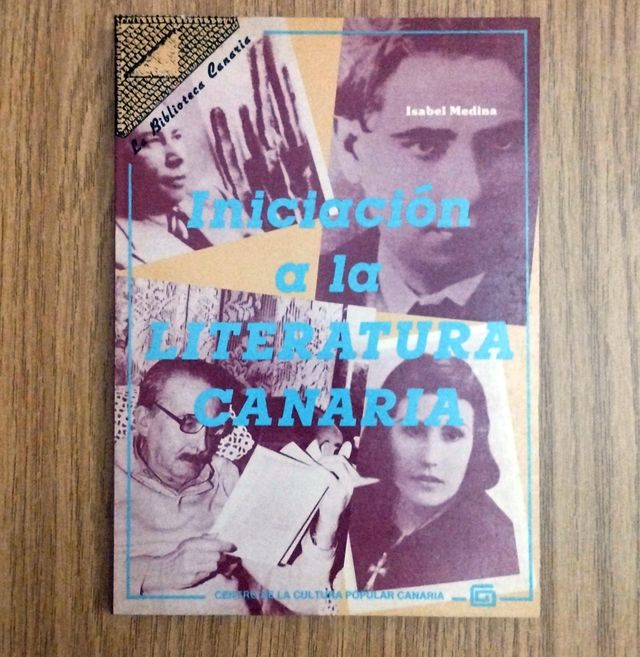 La Biblioteca Canaria
Isabel Medina
Iniciación
a la
LITERATURA
CANARIA
CENTRO DE LA CULTURA POPULAR CANARIA